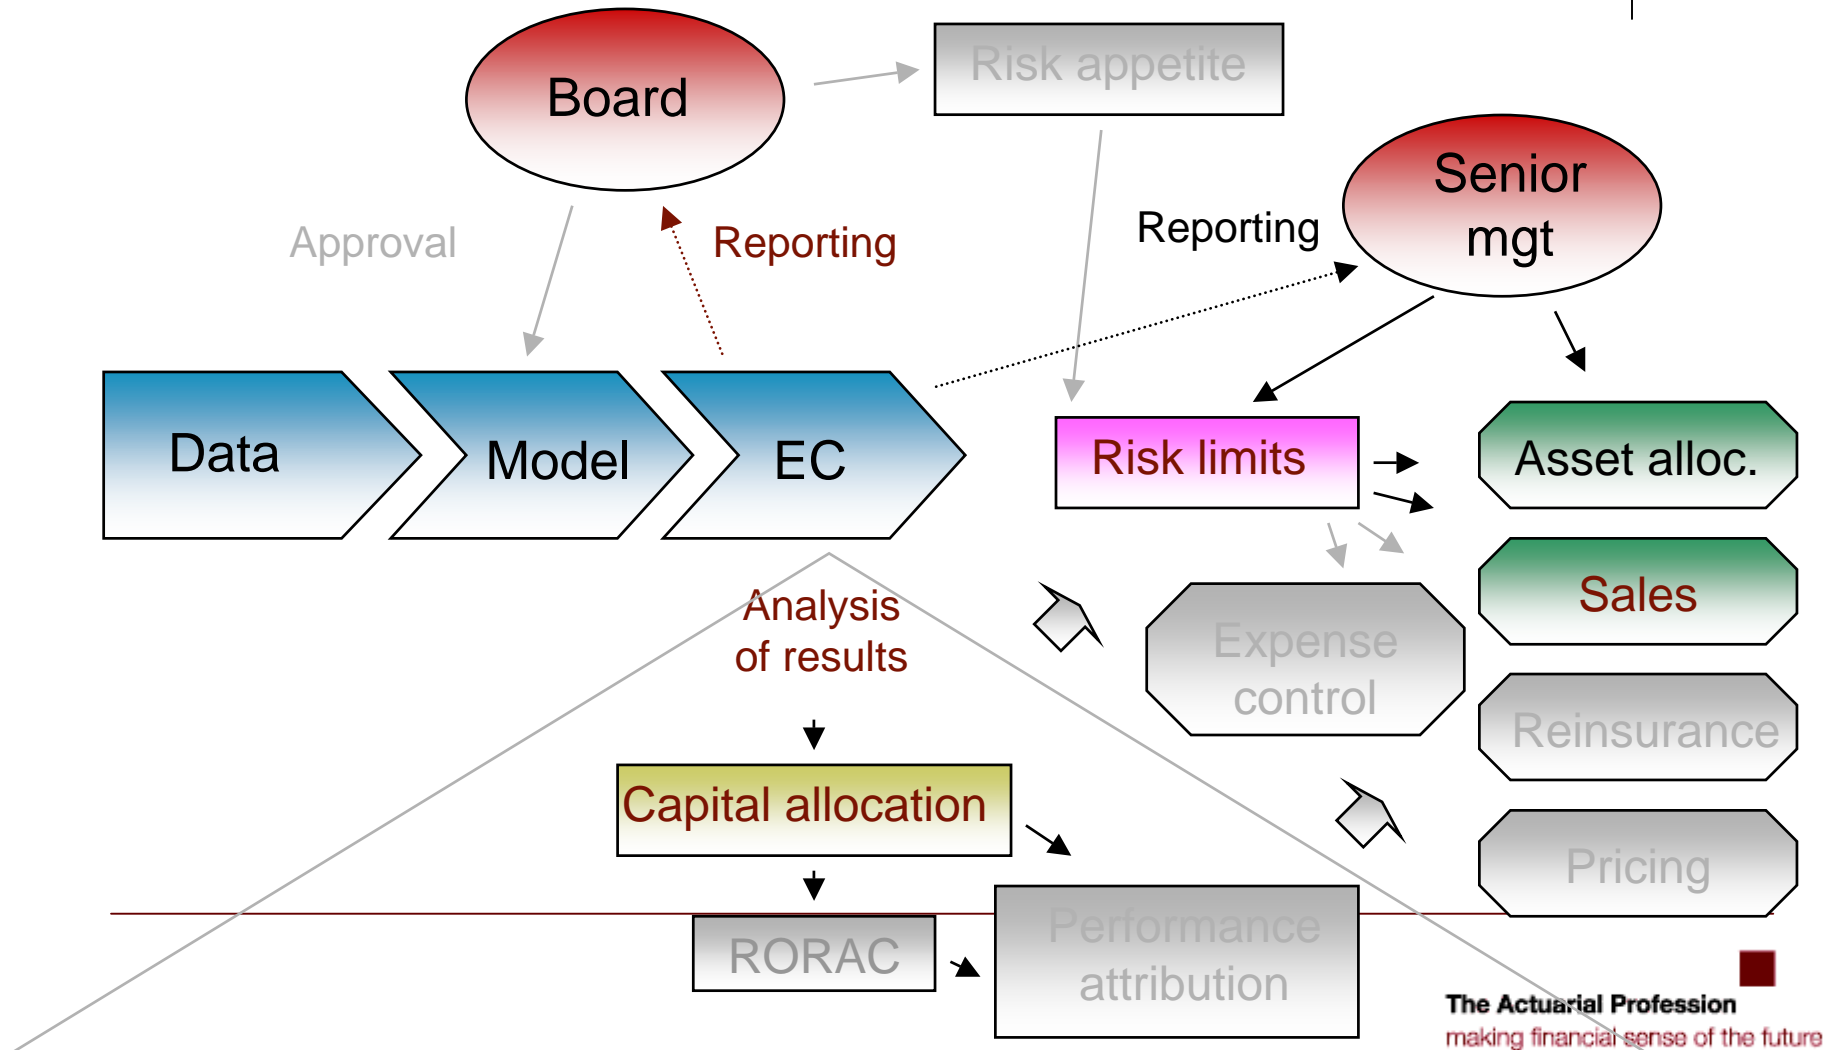 Board
Risk appetite
Senior
mgt
Approval
Reporting
Reporting
Data
Model
EC
Risk limits
Asset alloc.
Analysis
of results
Sales
Expense
control
Reinsurance
Capital allocation
Pricing
RORAC
Performance
attribution
The Actuarial Profession
making financial sense of the future